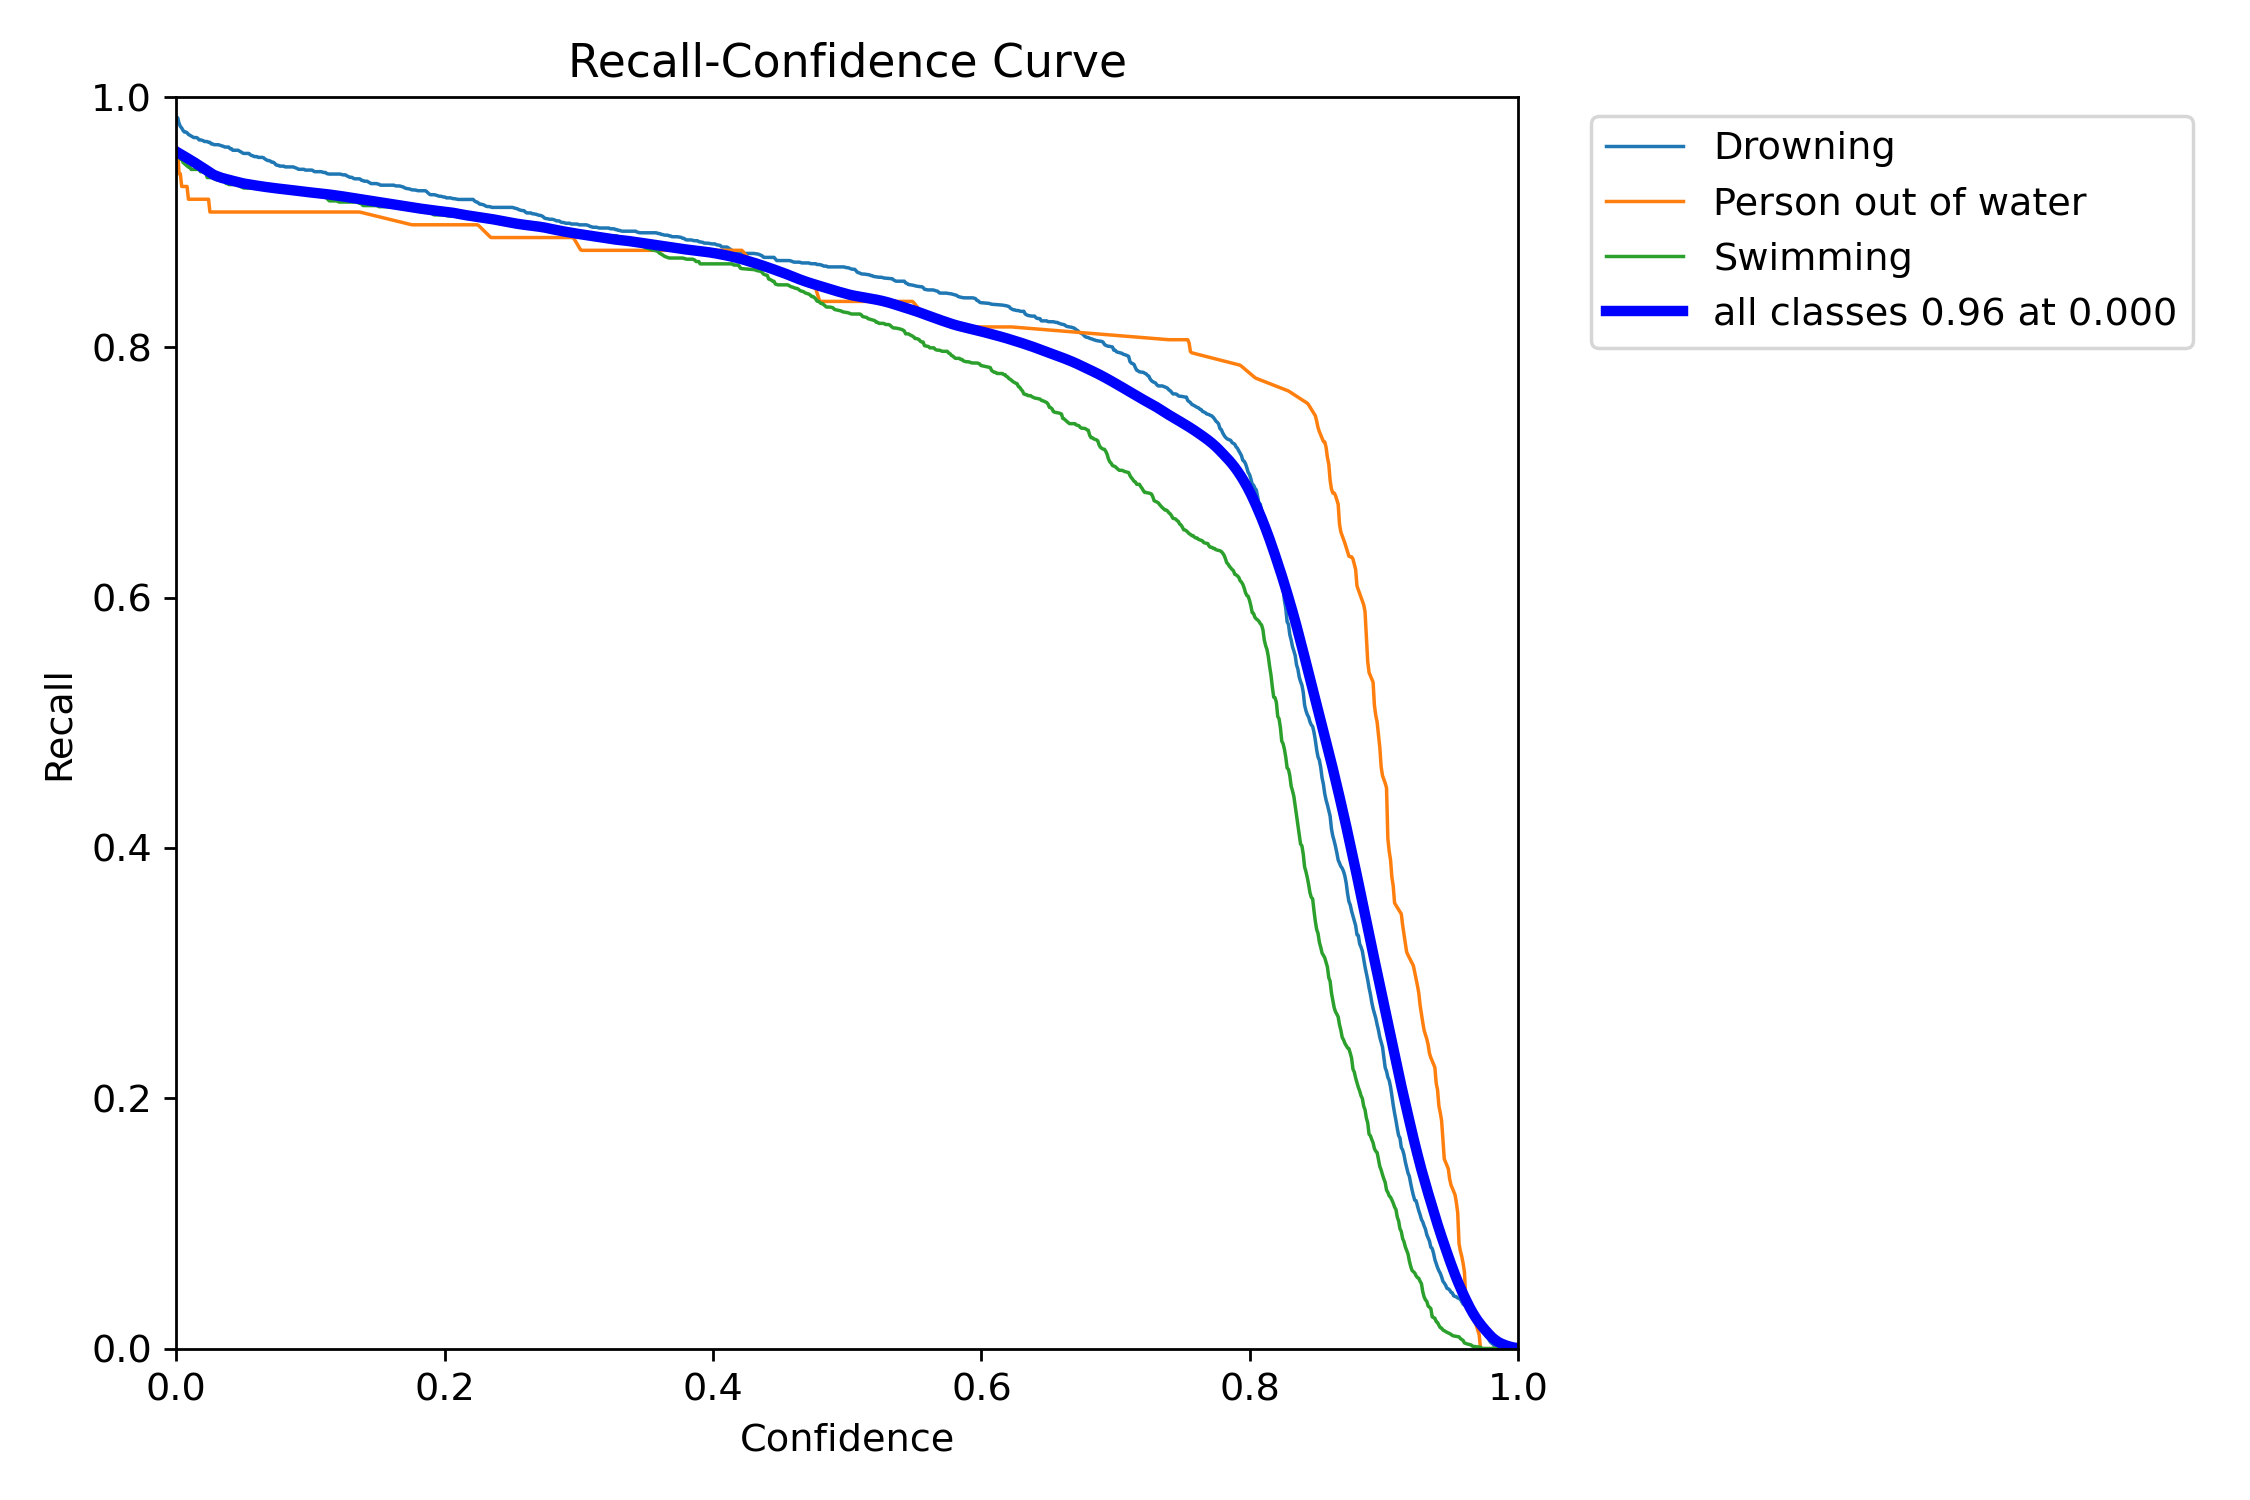 Recall-Confidence Curve
1.0
0.8
0.6
0.4
0.2
0.0
Recall
0.0 0.2 0.4 0.6 0.8 1.0
Confidence
Drowning
Person out of water
Swimming
all classes 0.96 at 0.000